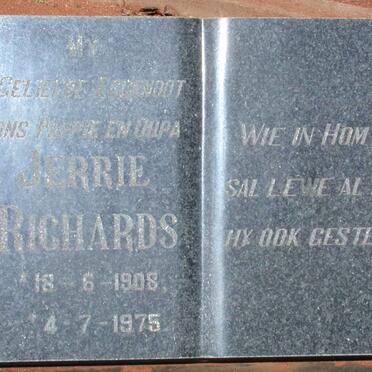 MY
GELIEFDE EGGENOOT
ONS PAPPIE EN OUPA
JERRIE
RICHARDS
*18-6-1908
4-7-1975
WIE IN HOM
SAL LEWE AL
HY OOK GESTE